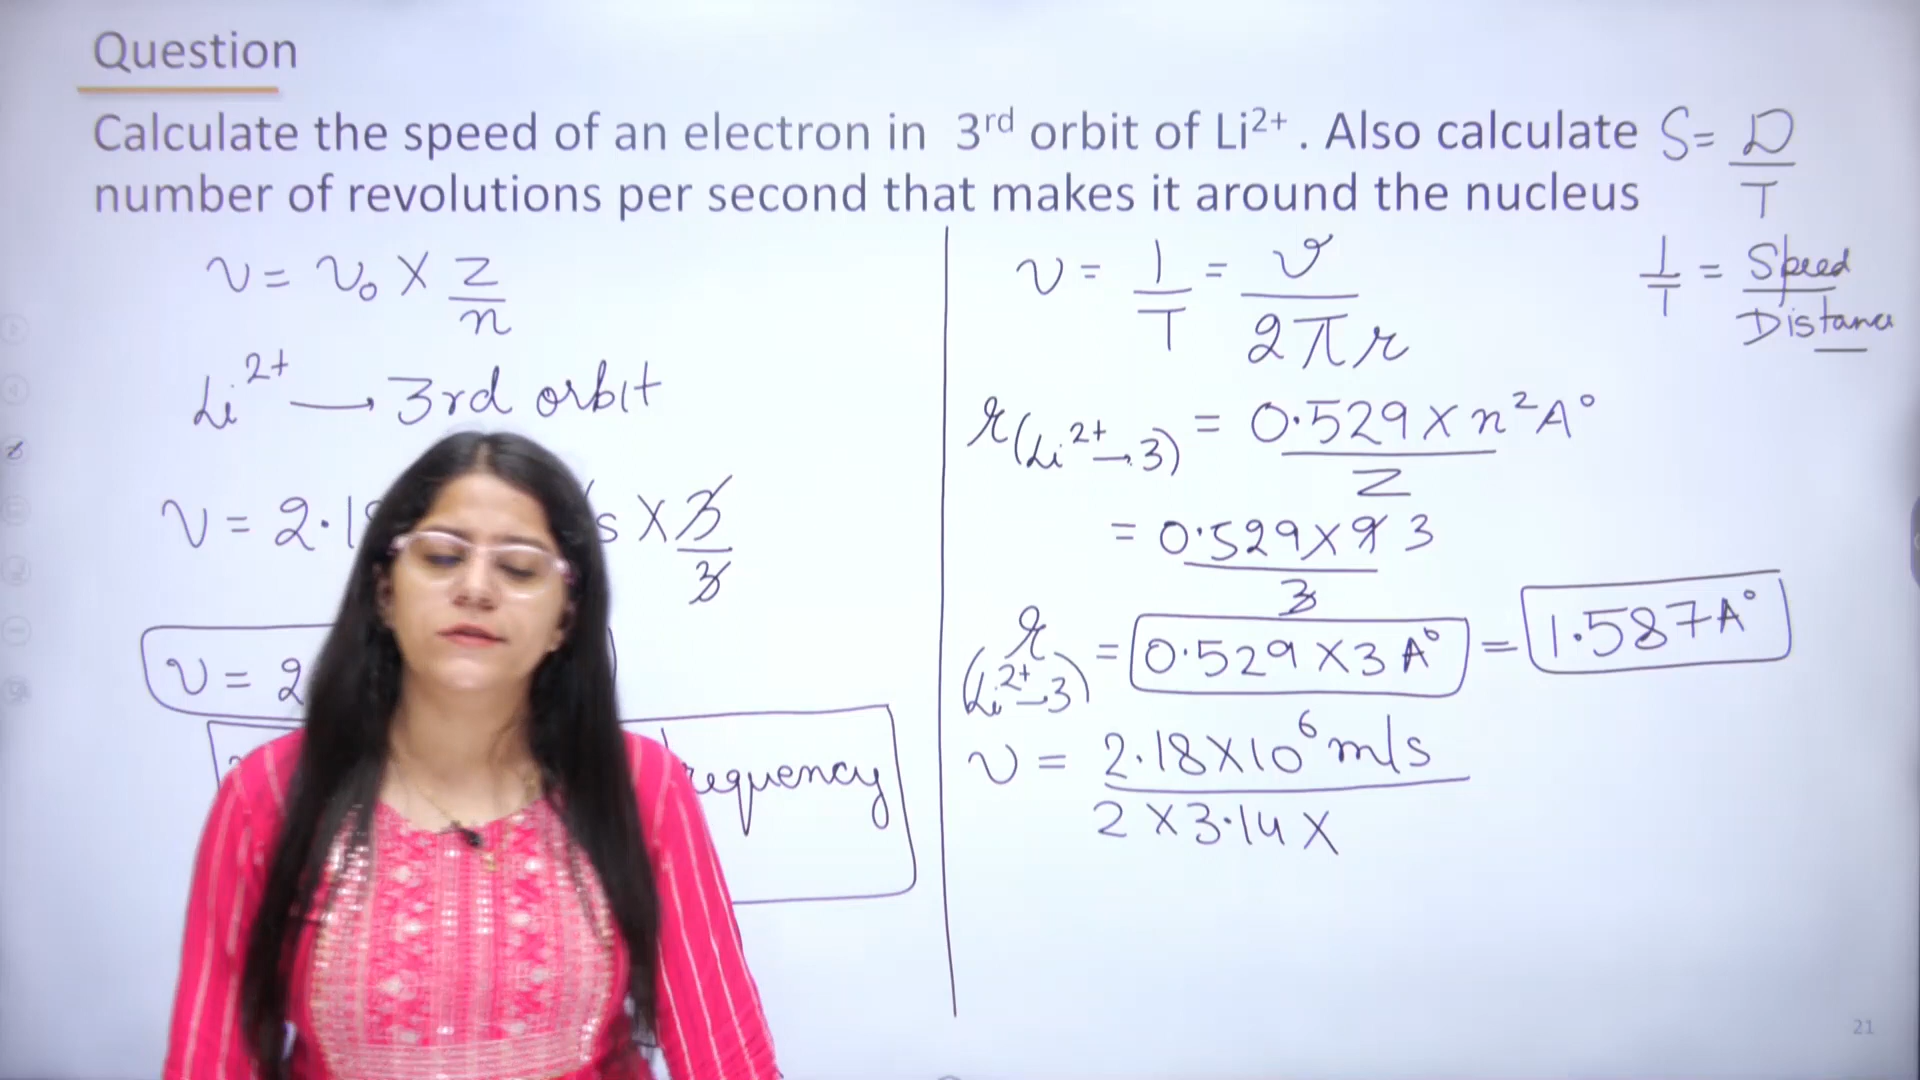 Question
Calculate the speed of an electron in 3rd orbit of Li2+ . Also calculate
number of revolutions per second that makes it around the nucleus
S = D/T
1/T = Speed/Distance
v = v₀ × Z/n
Li²⁺ → 3rd orbit
v = 2.1 s × 3/3
v = 2
requency
ν = 1/T = v/2πr
r(Li²⁺→3) = 0.529 × n² A°/Z
= 0.529 × 9 3/3
r(Li²⁺→3) = 0.529 × 3 A° = 1.587 A°
ν = 2.18 × 10⁶ m/s
2 × 3.14 ×
21